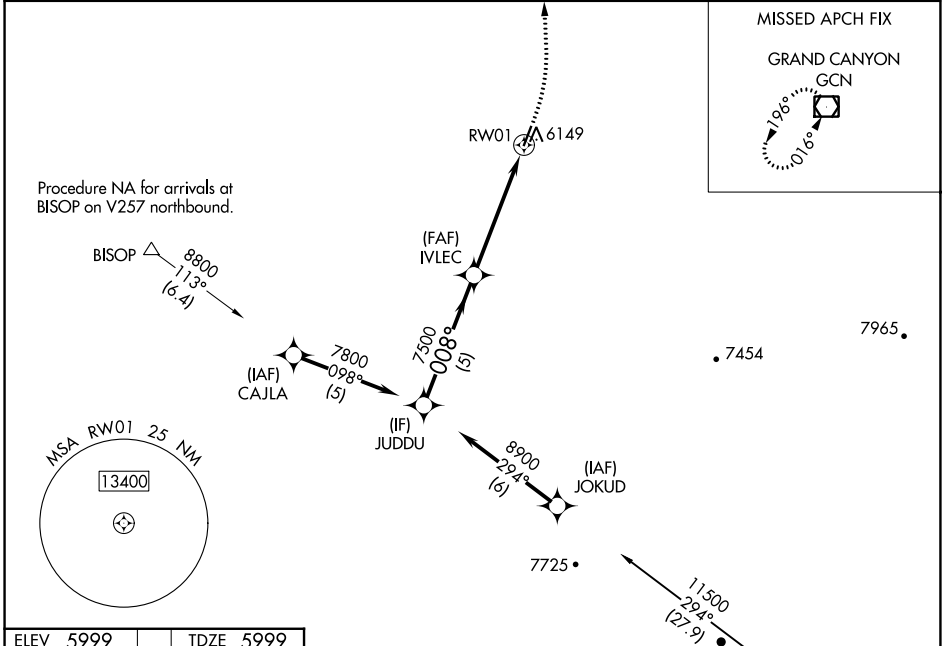 MISSED APCH FIX
GRAND CANYON
GCN
196°
016°
RW01
6149
Procedure NA for arrivals at
BISOP on V257 northbound.
BISOP
8800
113°
(6.4)
(FAF)
IVLEC
7500
008°
(5)
7965
7454
(IAF)
CAJLA
7800
098°
(5)
(IF)
JUDDU
8900
294°
(6)
(IAF)
JOKUD
MSA RW01 25 NM
13400
7725
11500
294°
(27.9)
ELEV 5999
TDZE 5999